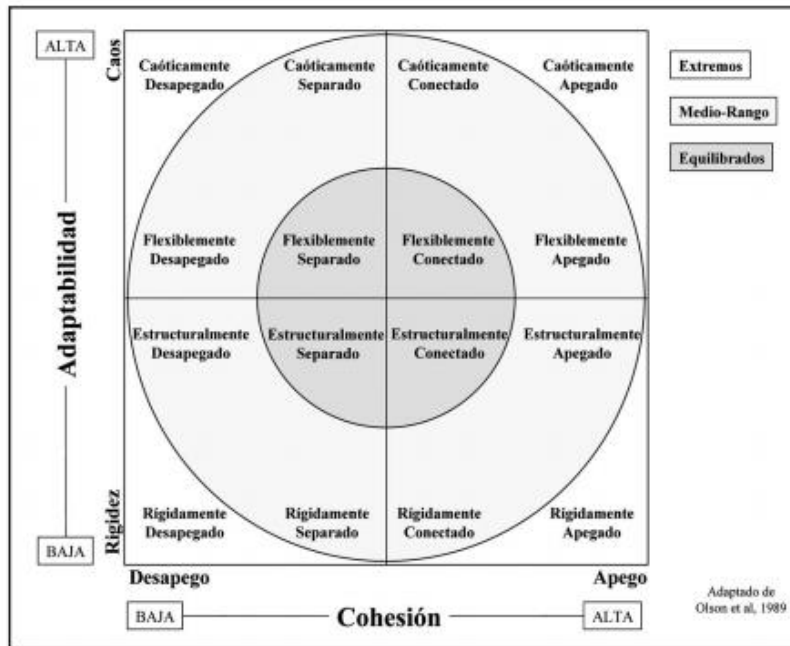 ALTA
Caos
Caóticamente
Desapegado
Caóticamente
Separado
Caóticamente
Conectado
Caóticamente
Apegado
Extremos
Medio-Rango
Equilibrados
Adaptabilidad
Flexiblemente
Desapegado
Flexiblemente
Separado
Flexiblemente
Conectado
Flexiblemente
Apegado
Estructuralmente
Desapegado
Estructuralmente
Separado
Estructuralmente
Conectado
Estructuralmente
Apegado
Rígidamente
Desapegado
Rígidamente
Separado
Rígidamente
Conectado
Rígidamente
Apegado
Rigidez
BAJA
Desapego
Apego
BAJA
Cohesión
ALTA
Adaptado de
Olson et al, 1989